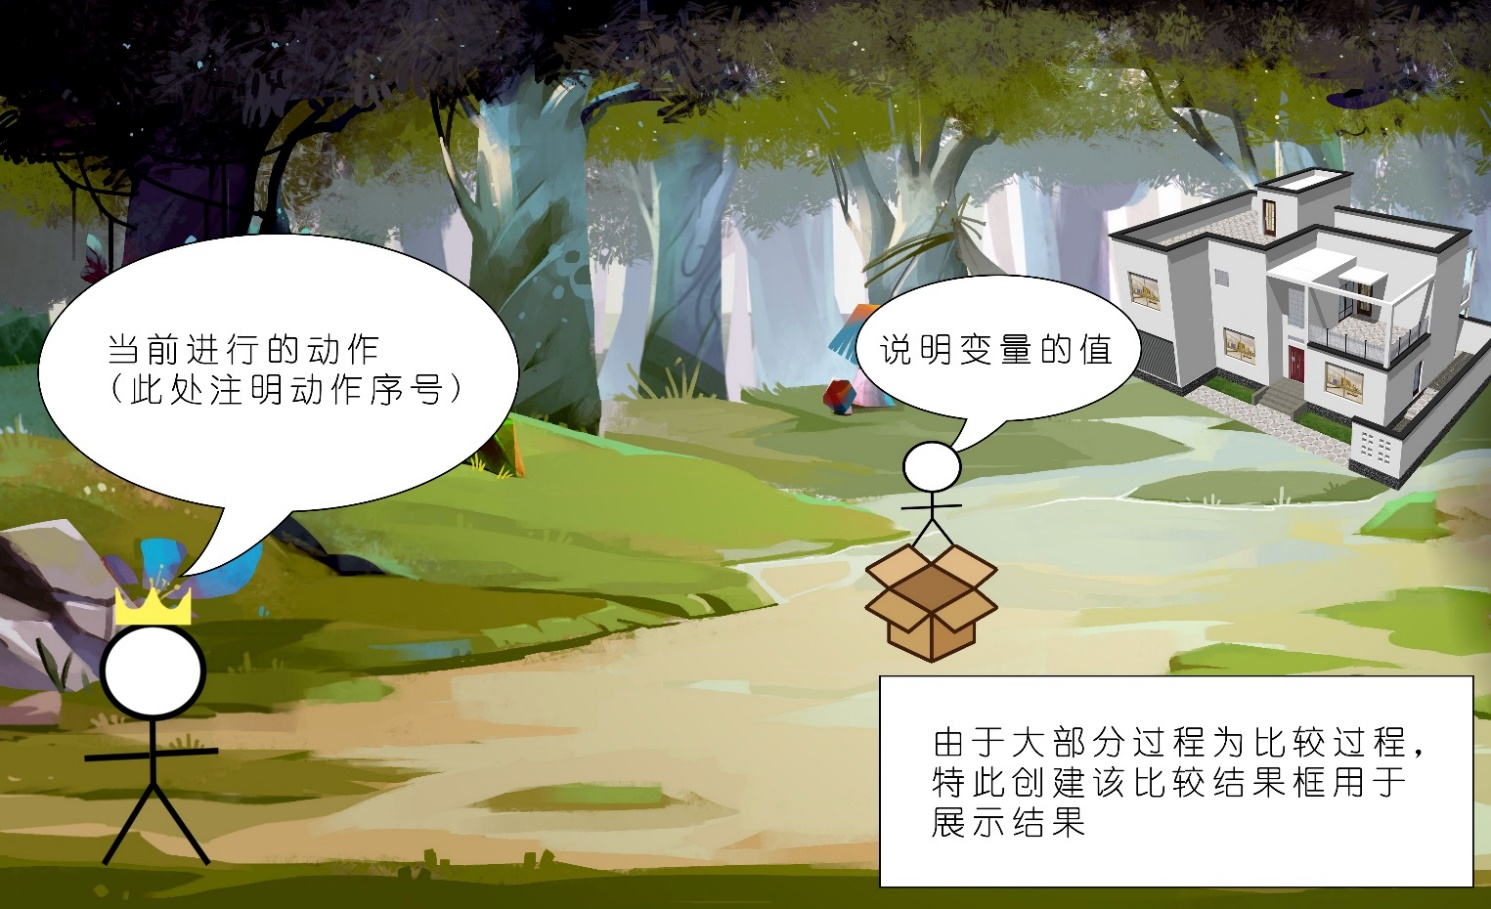 当前进行的动作
（此处注明动作序号）
说明变量的值
由于大部分过程为比较过程，
特此创建该比较结果框用于
展示结果